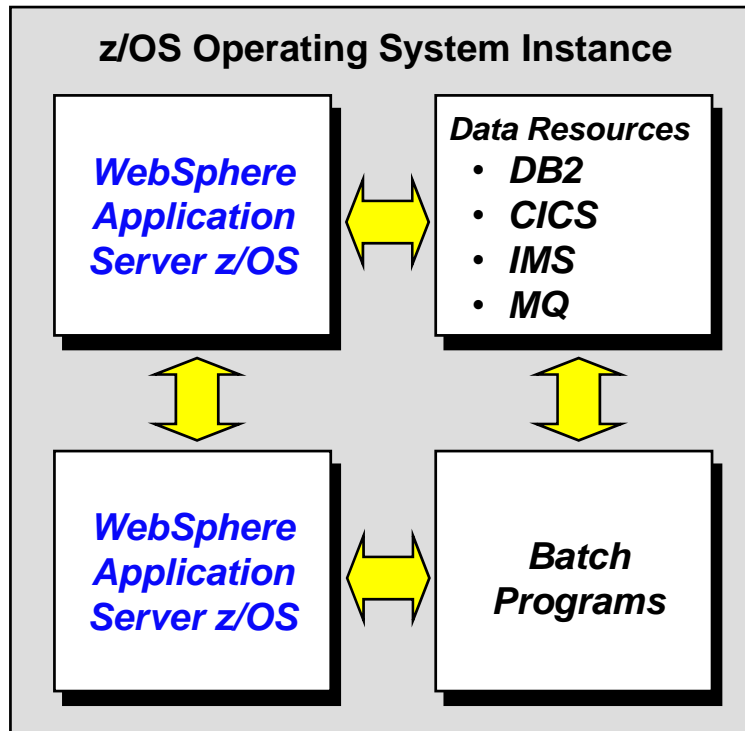 z/OS Operating System Instance
WebSphere
Application
Server z/OS
Data Resources
• DB2
• CICS
• IMS
• MQ
WebSphere
Application
Server z/OS
Batch
Programs